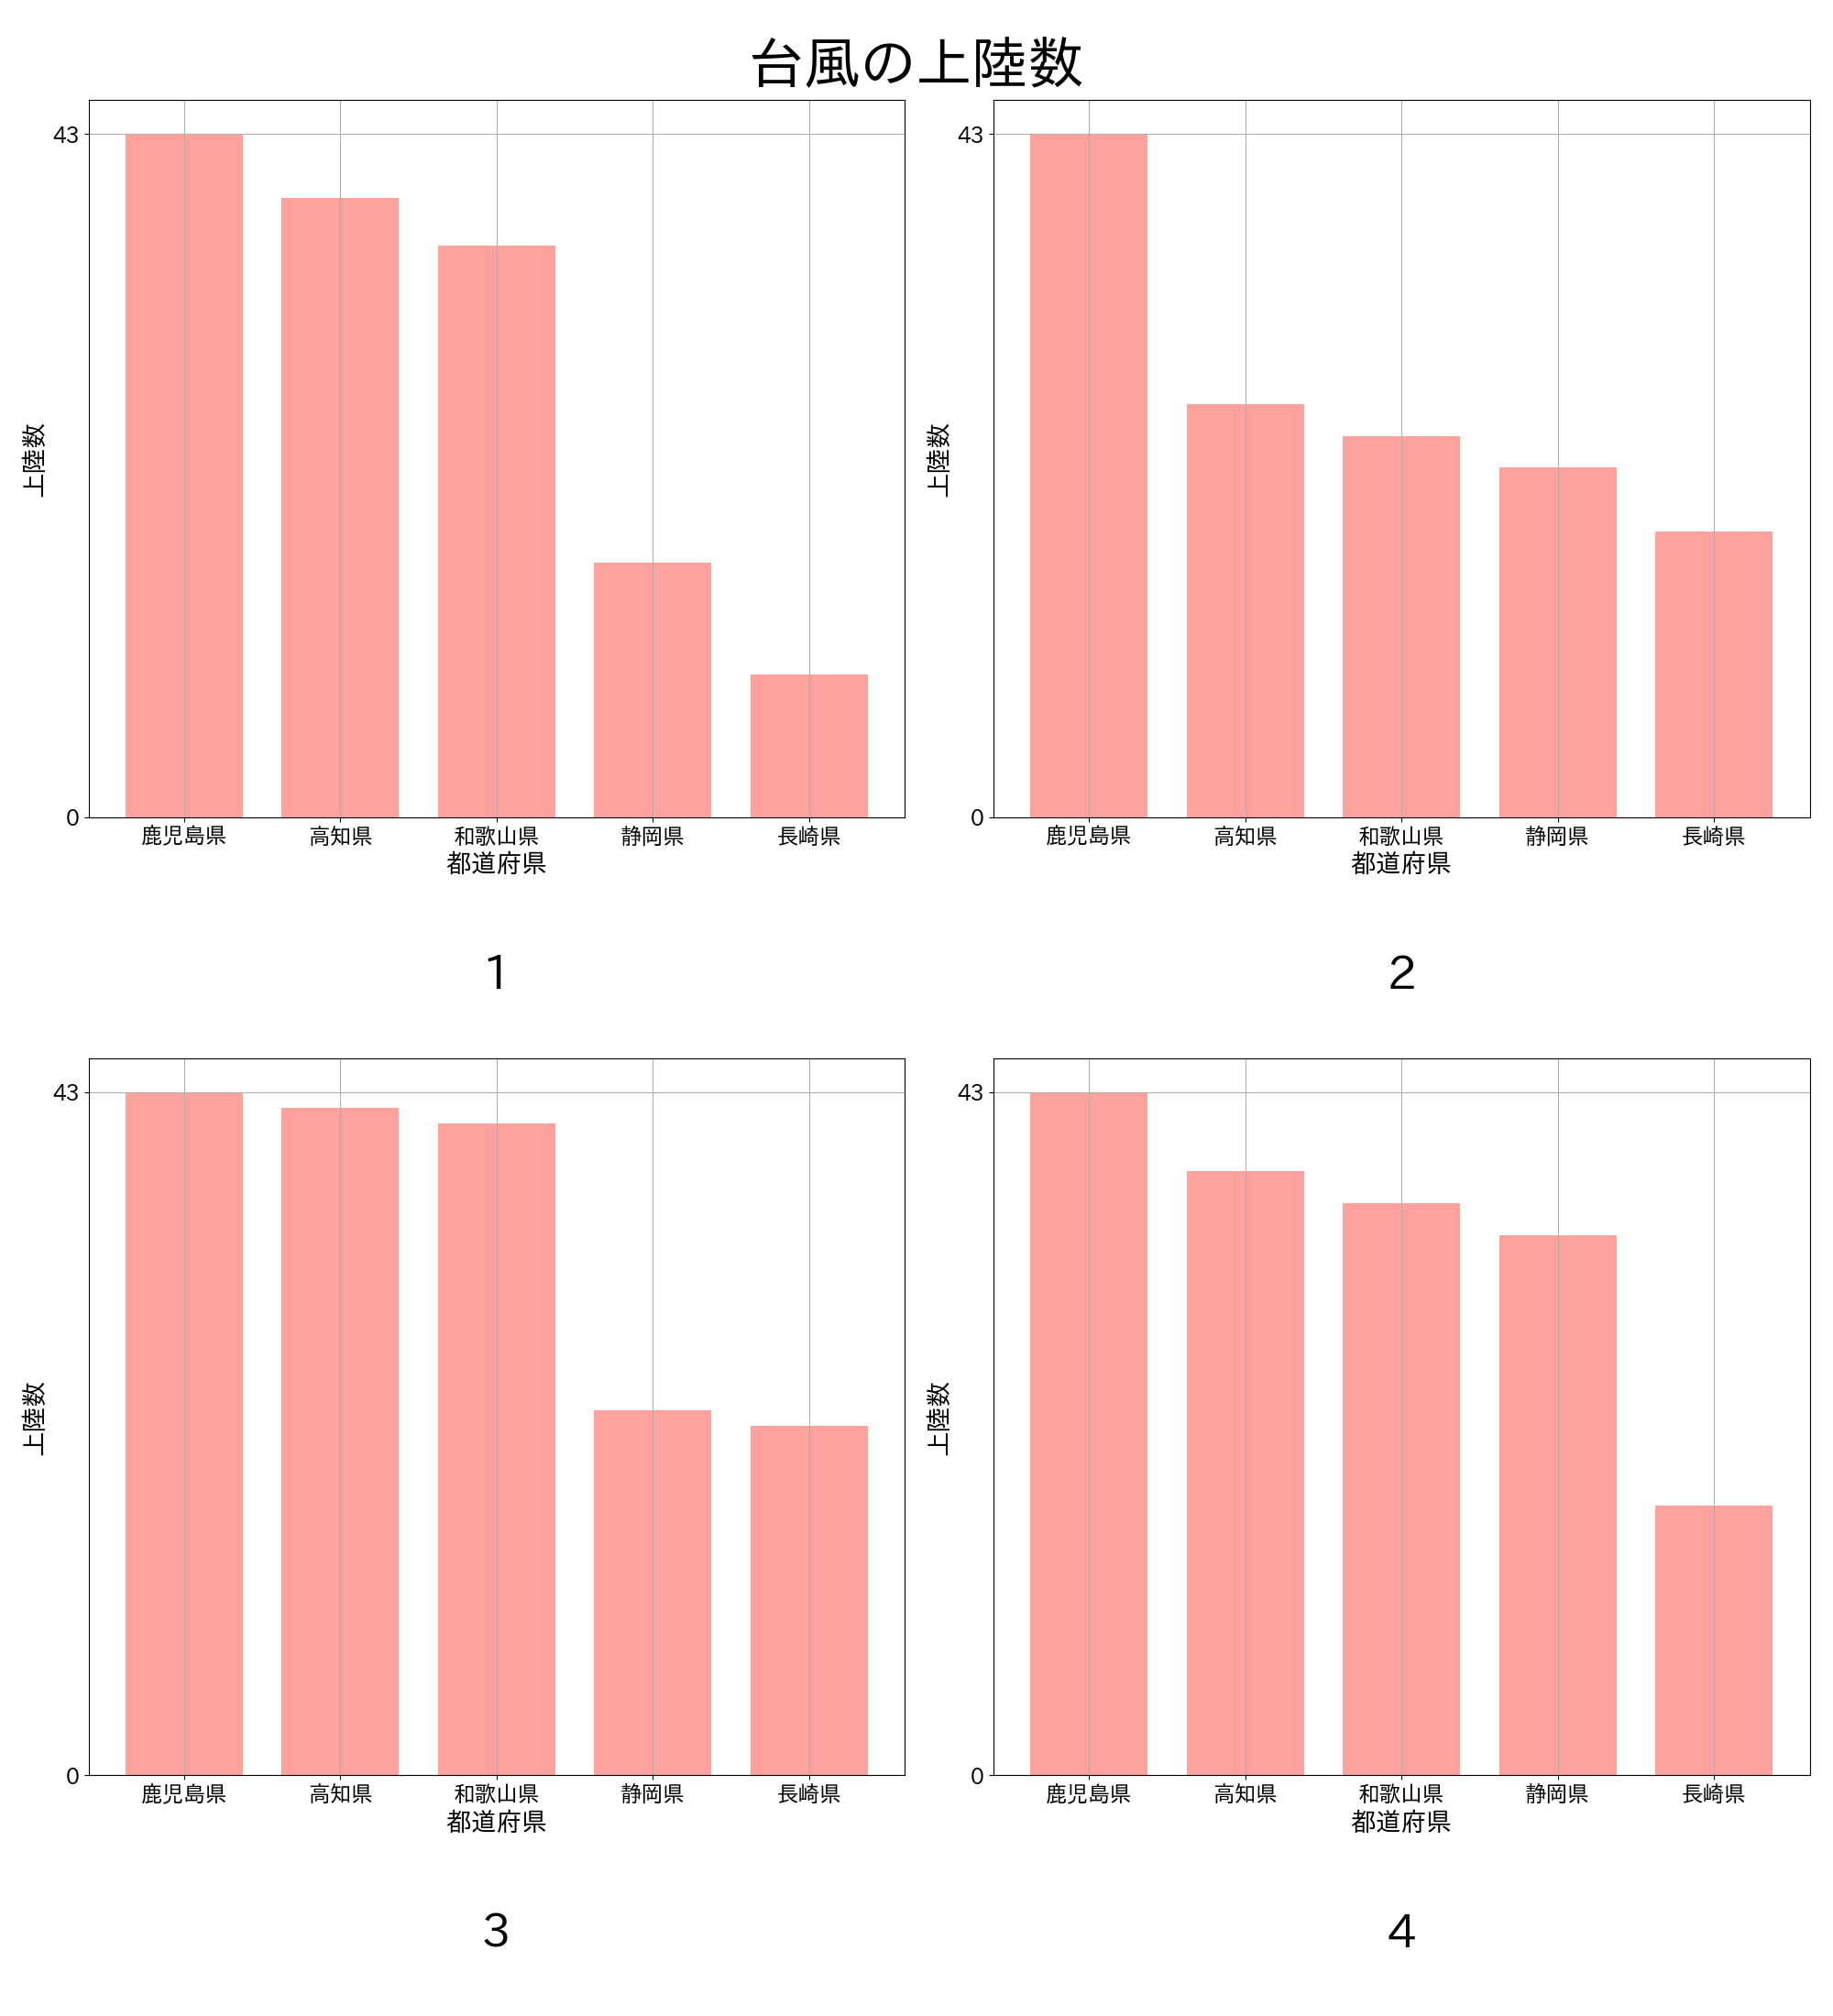 台風の上陸数
43
上陸数
0
鹿児島県 高知県 和歌山県 静岡県 長崎県
都道府県
1
43
上陸数
0
鹿児島県 高知県 和歌山県 静岡県 長崎県
都道府県
2
43
上陸数
0
鹿児島県 高知県 和歌山県 静岡県 長崎県
都道府県
3
43
上陸数
0
鹿児島県 高知県 和歌山県 静岡県 長崎県
都道府県
4